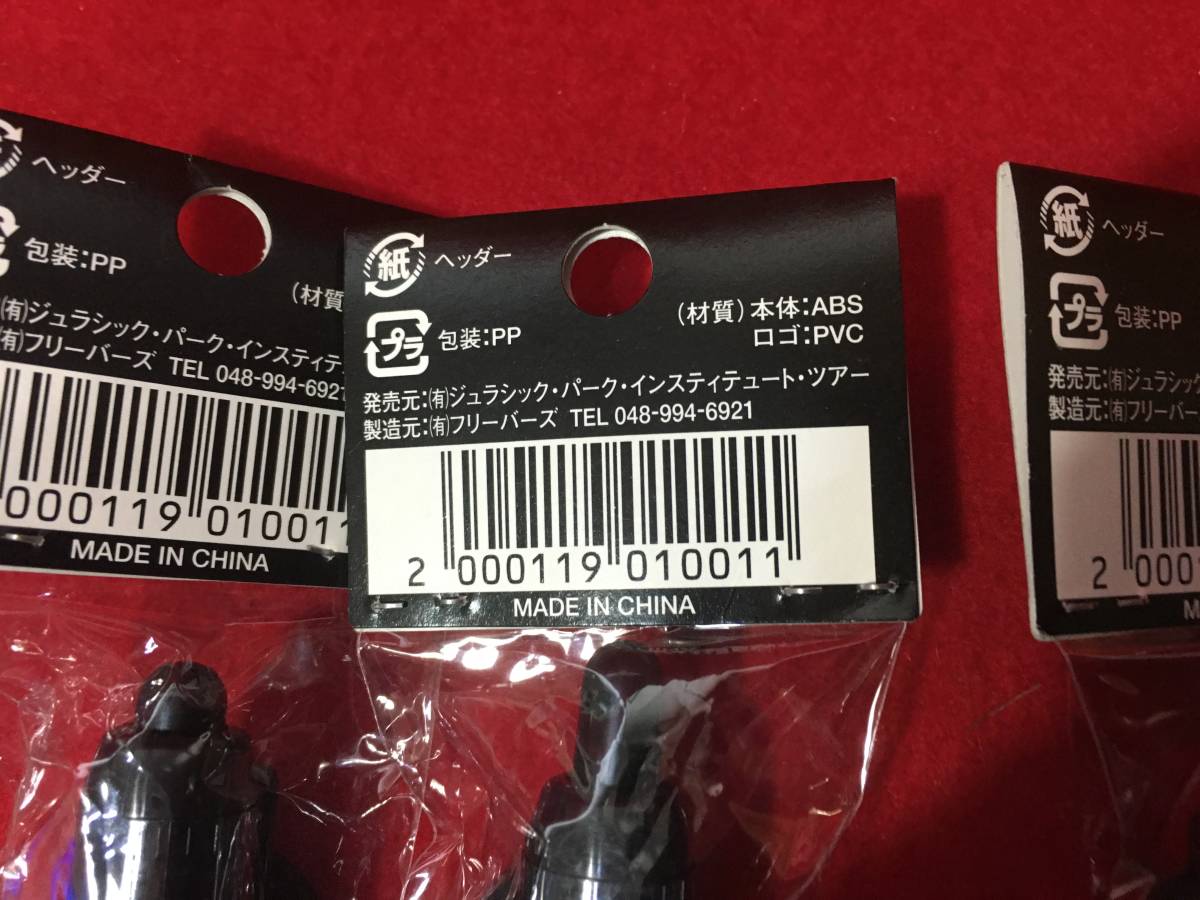 ヘッダー
包装:PP
(材質
(有)ジュラシック・パーク・インスティテ
(有)フリーバーズ TEL 048-994-6921
000119 010011
MADE IN CHINA
紙 ヘッダー
プラ 包装:PP
(材質)本体:ABS
ロゴ:PVC
発売元:(有)ジュラシック・パーク・インスティテュート・ツアー
製造元:(有)フリーバーズ TEL 048-994-6921
2 000119 010011
MADE IN CHINA
紙 ヘッダー
プラ 包装:PP
発売元:(有)ジュラシック
製造元:(有)フリーバー
2 000